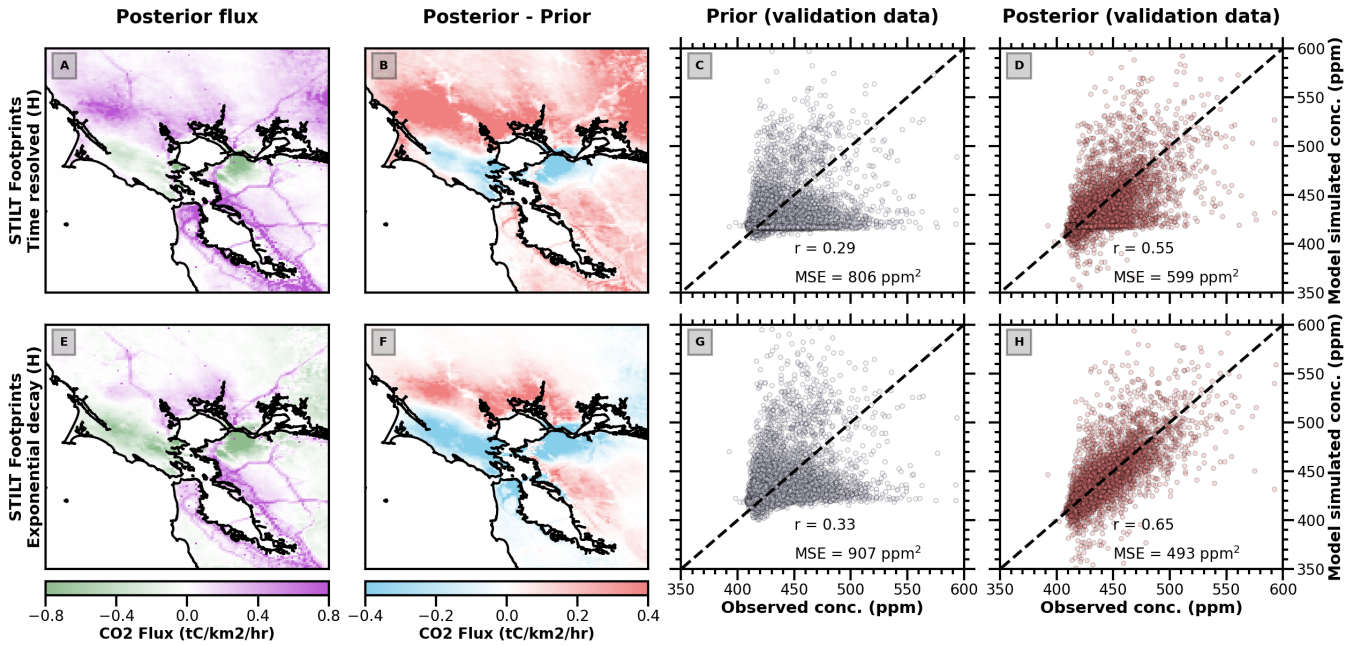 Posterior flux
Posterior - Prior
Prior (validation data)
Posterior (validation data)
STILT Footprints
Time resolved (H)
A
B
C
r = 0.29
MSE = 806 ppm²
D
r = 0.55
MSE = 599 ppm²
600
550
500
450
400
350
Model simulated conc. (ppm)
STILT Footprints
Exponential decay (H)
E
F
G
r = 0.33
MSE = 907 ppm²
H
r = 0.65
MSE = 493 ppm²
600
550
500
450
400
350
Model simulated conc. (ppm)
−0.8 −0.4 0.0 0.4 0.8
CO2 Flux (tC/km2/hr)
−0.4 −0.2 0.0 0.2 0.4
CO2 Flux (tC/km2/hr)
350 400 450 500 550 600
Observed conc. (ppm)
350 400 450 500 550 600
Observed conc. (ppm)